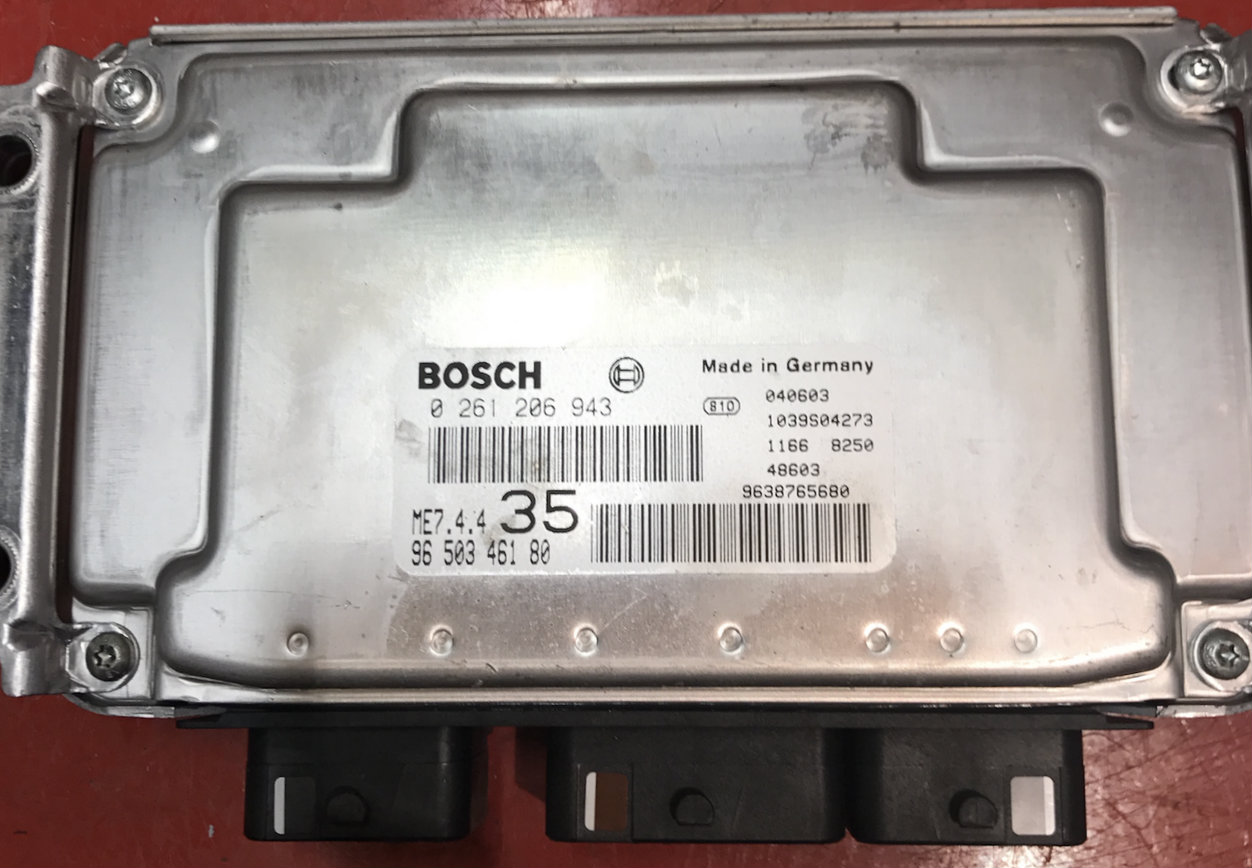 BOSCH
0 261 206 943
Made in Germany
810
040603
1039S04273
1166 8250
48603
9638765680
ME7.4.4 35
96 503 461 80